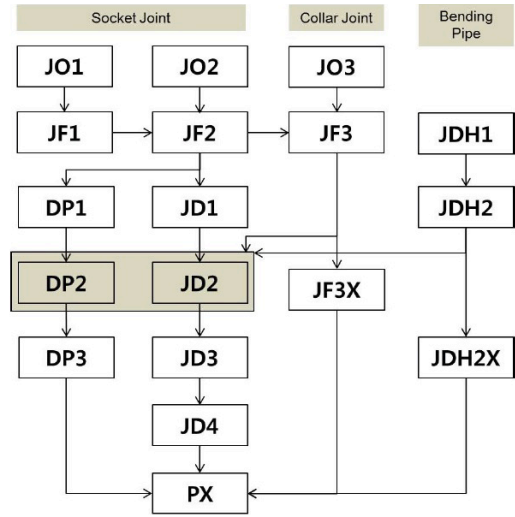 Socket Joint
Collar Joint
Bending
Pipe
JO1
JO2
JO3
JF1
JF2
JF3
JDH1
DP1
JD1
JDH2
DP2
JD2
JF3X
DP3
JD3
JDH2X
JD4
PX